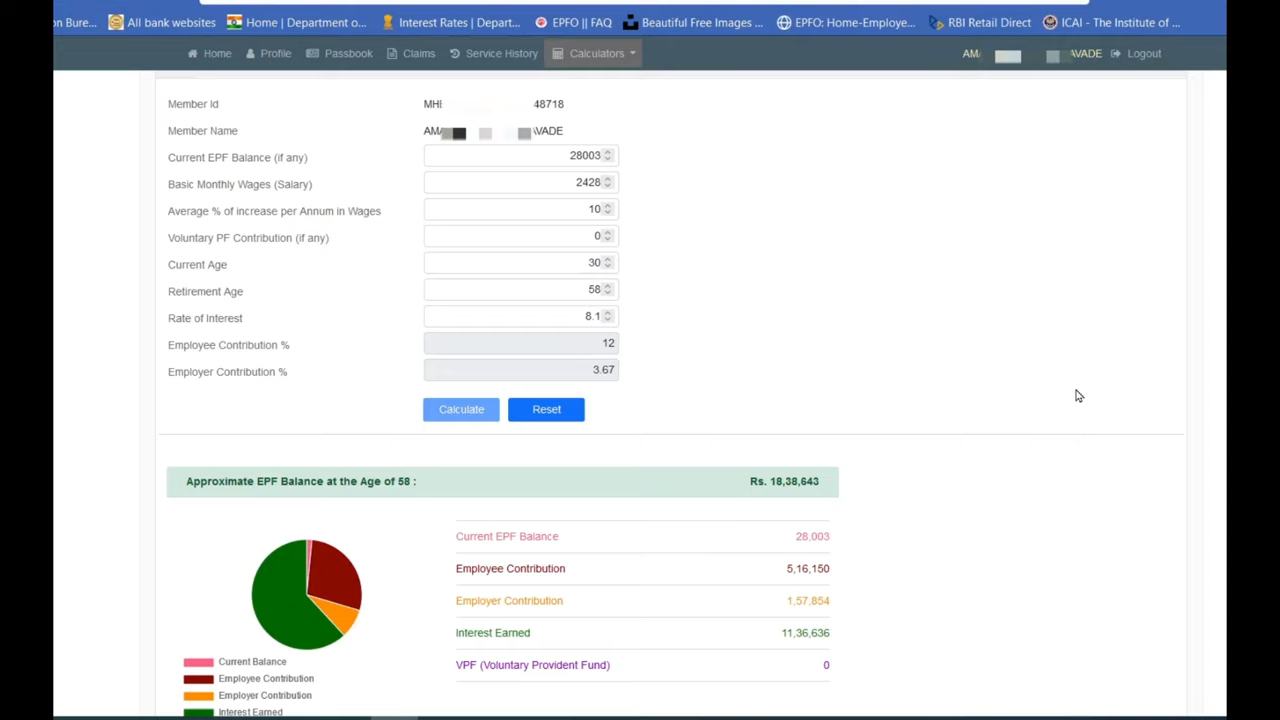 on Bure... All bank websites Home | Department o... Interest Rates | Depart... EPFO || FAQ Beautiful Free Images ... EPFO: Home-Employe... RBI Retail Direct ICAI - The Institute of ...
Home Profile Passbook Claims Service History Calculators AM AVADE Logout
Member Id MH 48718
Member Name AM VADE
Current EPF Balance (if any) 28003
Basic Monthly Wages (Salary) 2428
Average % of increase per Annum in Wages 10
Voluntary PF Contribution (if any) 0
Current Age 30
Retirement Age 58
Rate of Interest 8.1
Employee Contribution % 12
Employer Contribution % 3.67
Calculate Reset
Approximate EPF Balance at the Age of 58 : Rs. 18,38,643
Current EPF Balance 28,003
Employee Contribution 5,16,150
Employer Contribution 1,57,854
Interest Earned 11,36,636
VPF (Voluntary Provident Fund) 0
Current Balance
Employee Contribution
Employer Contribution
Interest Earned